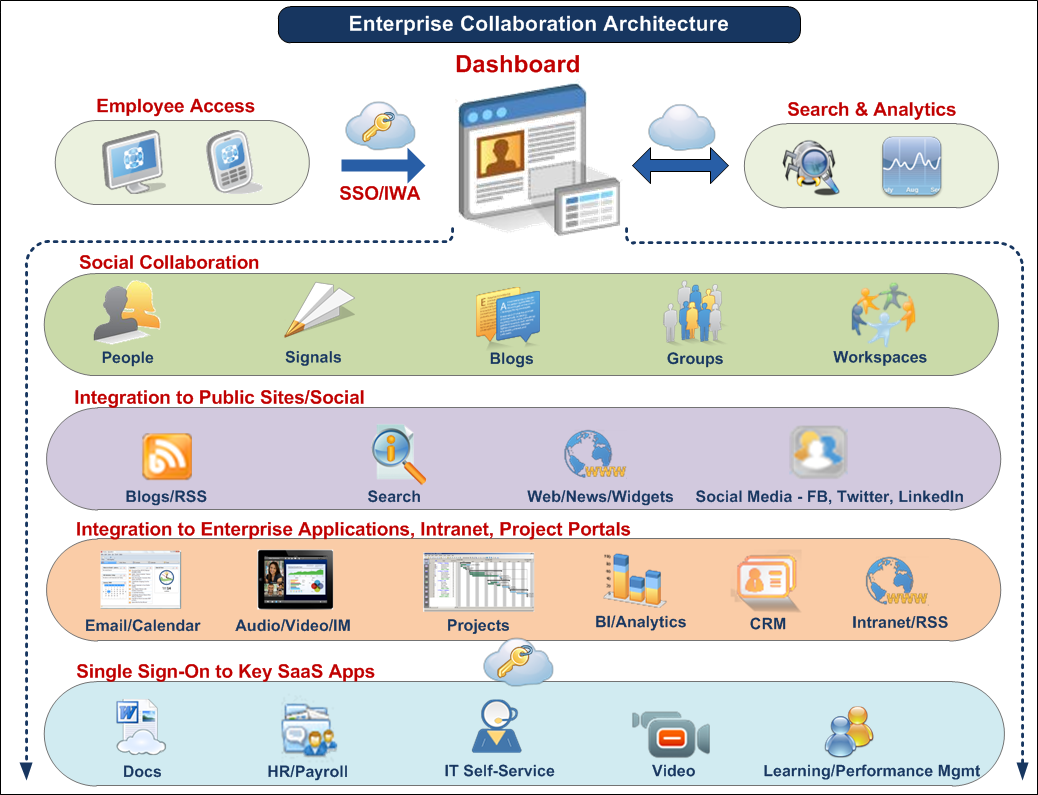 Enterprise Collaboration Architecture
Dashboard
Employee Access
SSO/IWA
Search & Analytics
Aug
Social Collaboration
People
Signals
Blogs
Groups
Workspaces
Integration to Public Sites/Social
www
Blogs/RSS
Search
Web/News/Widgets
Social Media - FB, Twitter, LinkedIn
Integration to Enterprise Applications, Intranet, Project Portals
www
Email/Calendar
Audio/Video/IM
Projects
BI/Analytics
CRM
Intranet/RSS
Single Sign-On to Key SaaS Apps
W
Docs
HR/Payroll
IT Self-Service
Video
Learning/Performance Mgmt